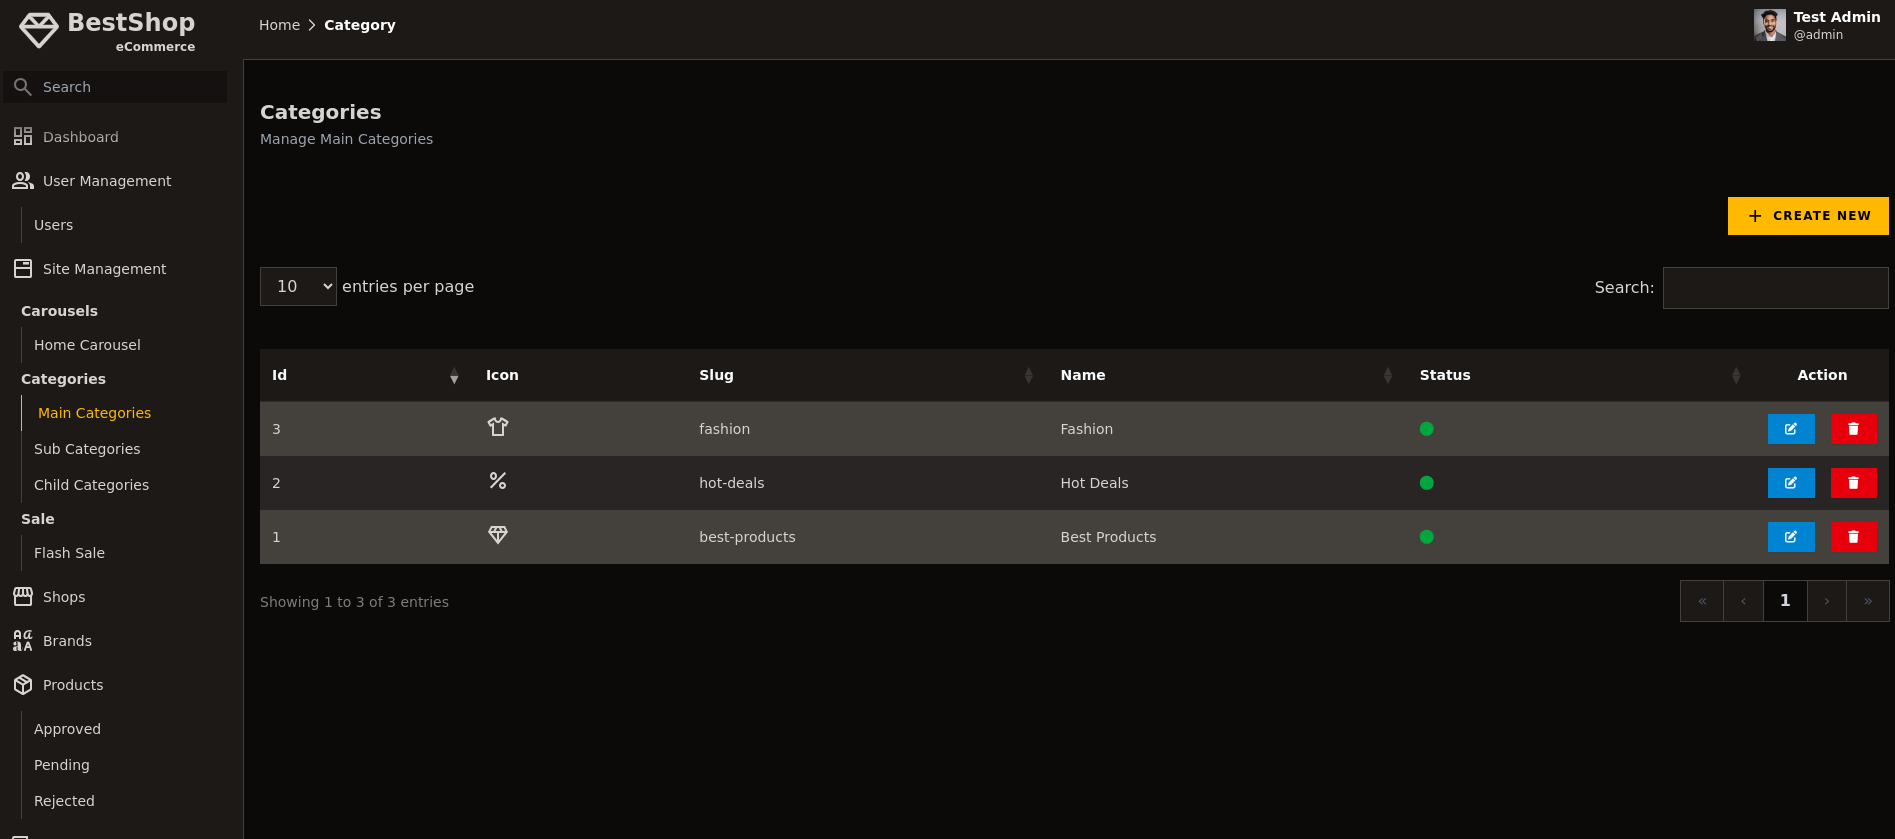 BestShop
eCommerce
Search
Dashboard
User Management
Users
Site Management
Carousels
Home Carousel
Categories
Main Categories
Sub Categories
Child Categories
Sale
Flash Sale
Shops
Brands
Products
Approved
Pending
Rejected
Home Category
Test Admin
@admin
Categories
Manage Main Categories
+ CREATE NEW
10 entries per page
Search:
Id Icon Slug Name Status Action
3 fashion Fashion
2 hot-deals Hot Deals
1 best-products Best Products
Showing 1 to 3 of 3 entries
« ‹ 1 › »